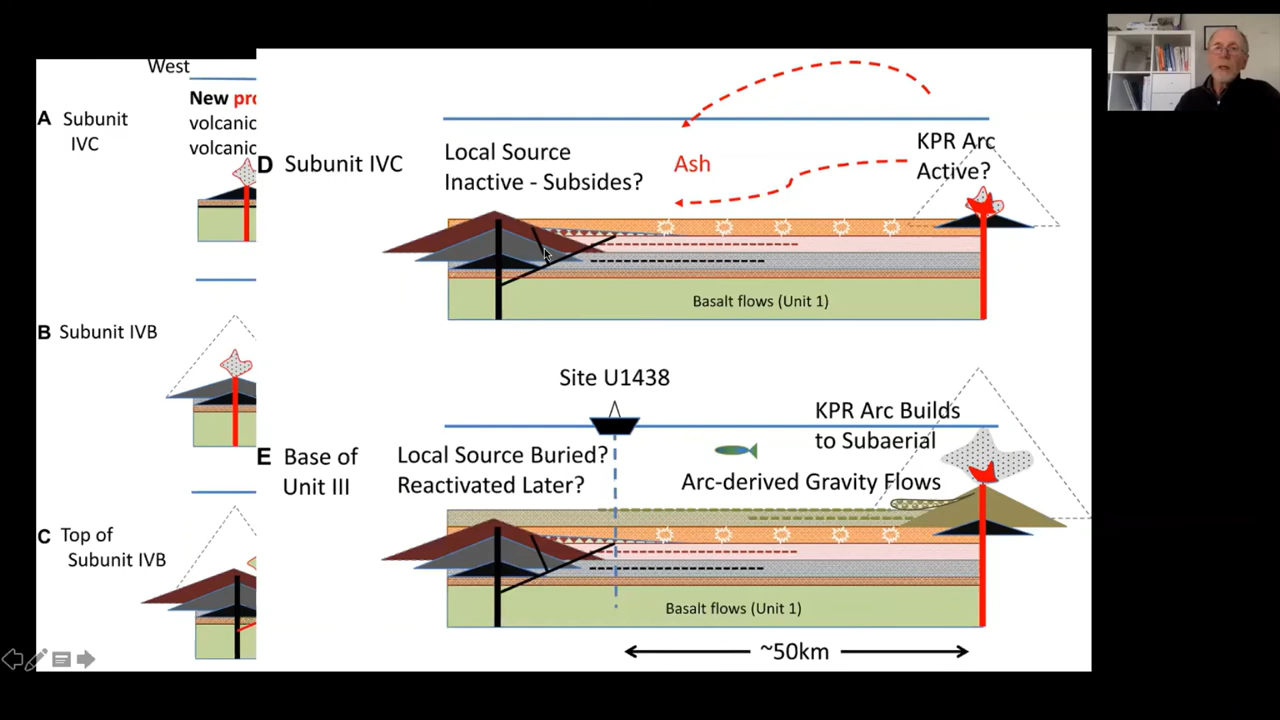 West
New pro
volcanic
volcanic
A Subunit
IVC
B Subunit IVB
C Top of
Subunit IVB
D Subunit IVC
Local Source
Inactive - Subsides?
Ash
KPR Arc
Active?
Basalt flows (Unit 1)
Site U1438
E Base of
Unit III
Local Source Buried?
Reactivated Later?
KPR Arc Builds
to Subaerial
Arc-derived Gravity Flows
Basalt flows (Unit 1)
~50km